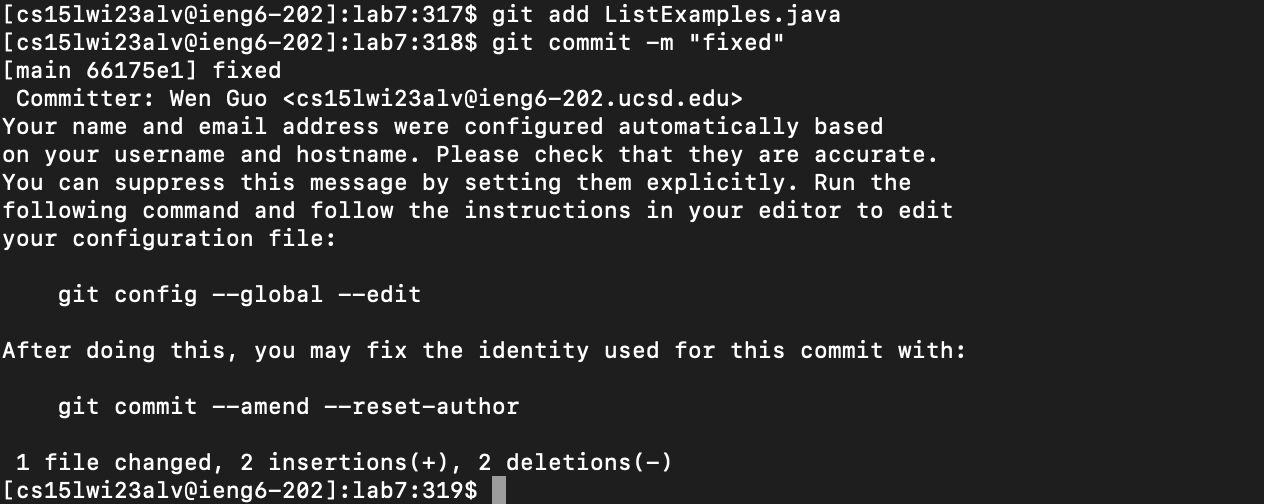 [cs15lwi23alv@ieng6-202]:lab7:317$ git add ListExamples.java
[cs15lwi23alv@ieng6-202]:lab7:318$ git commit -m "fixed"
[main 66175e1] fixed
 Committer: Wen Guo <cs15lwi23alv@ieng6-202.ucsd.edu>
Your name and email address were configured automatically based
on your username and hostname. Please check that they are accurate.
You can suppress this message by setting them explicitly. Run the
following command and follow the instructions in your editor to edit
your configuration file:

    git config --global --edit

After doing this, you may fix the identity used for this commit with:

    git commit --amend --reset-author

 1 file changed, 2 insertions(+), 2 deletions(-)
[cs15lwi23alv@ieng6-202]:lab7:319$